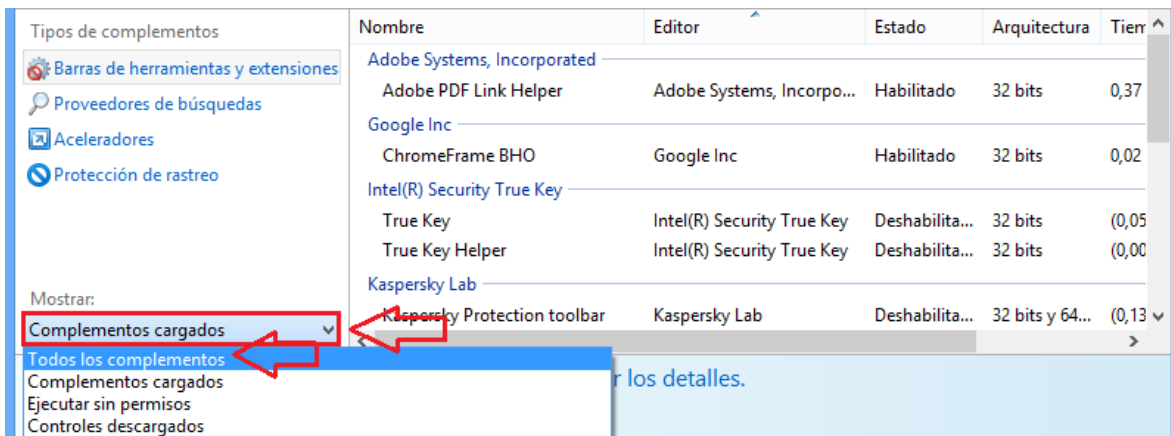 Tipos de complementos
Barras de herramientas y extensiones
Proveedores de búsquedas
Aceleradores
Protección de rastreo
Mostrar:
Complementos cargados
Todos los complementos
Complementos cargados
Ejecutar sin permisos
Controles descargados
Nombre Editor Estado Arquitectura Tiem
Adobe Systems, Incorporated
Adobe PDF Link Helper Adobe Systems, Incorpo... Habilitado 32 bits 0,37
Google Inc
ChromeFrame BHO Google Inc Habilitado 32 bits 0,02
Intel(R) Security True Key
True Key Intel(R) Security True Key Deshabilita... 32 bits (0,05
True Key Helper Intel(R) Security True Key Deshabilita... 32 bits (0,00
Kaspersky Lab
Kaspersky Protection toolbar Kaspersky Lab Deshabilita... 32 bits y 64... (0,13
r los detalles.